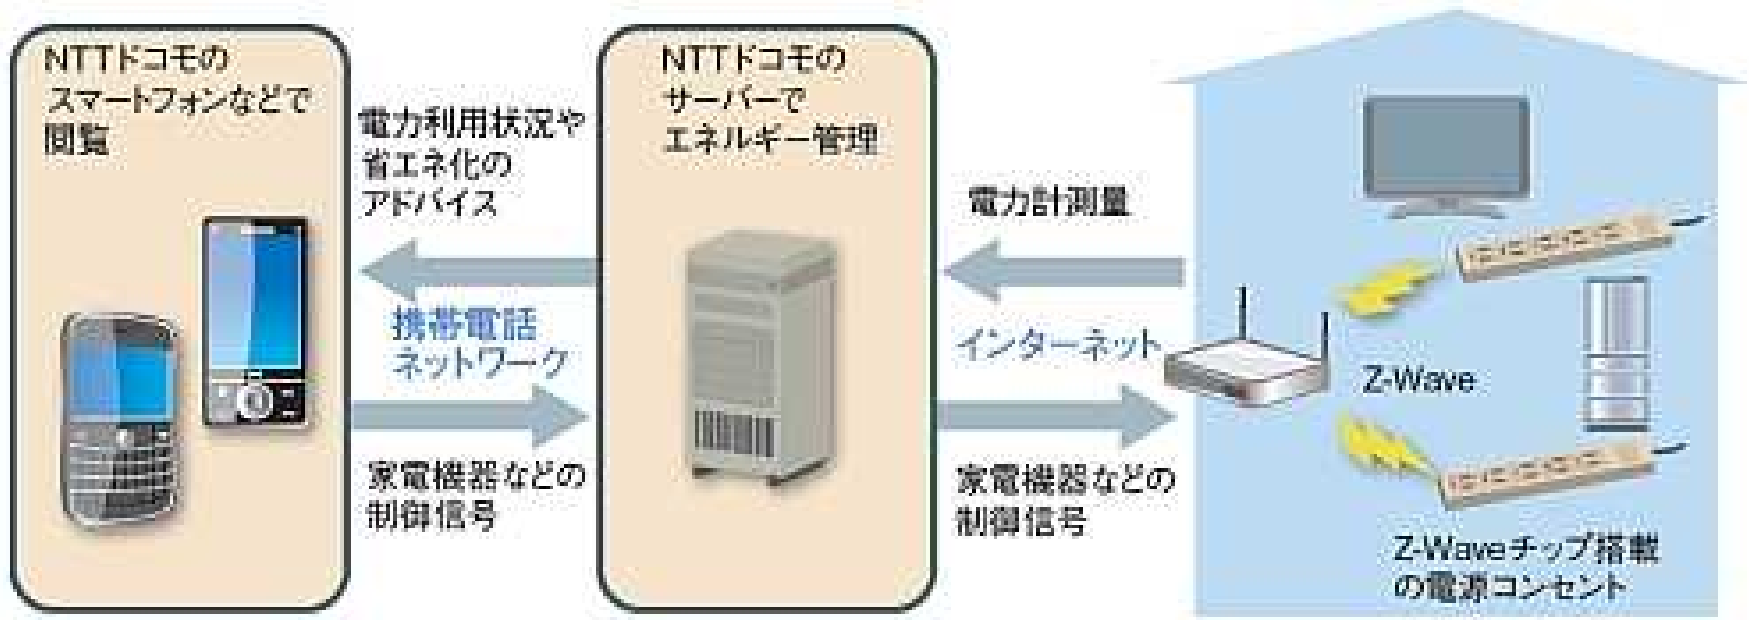 NTTドコモの
スマートフォンなどで
閲覧
電力利用状況や
省エネ化の
アドバイス
携帯電話
ネットワーク
家電機器などの
制御信号
NTTドコモの
サーバーで
エネルギー管理
電力計測量
インターネット
家電機器などの
制御信号
Z-Wave
Z-Waveチップ搭載
の電源コンセント